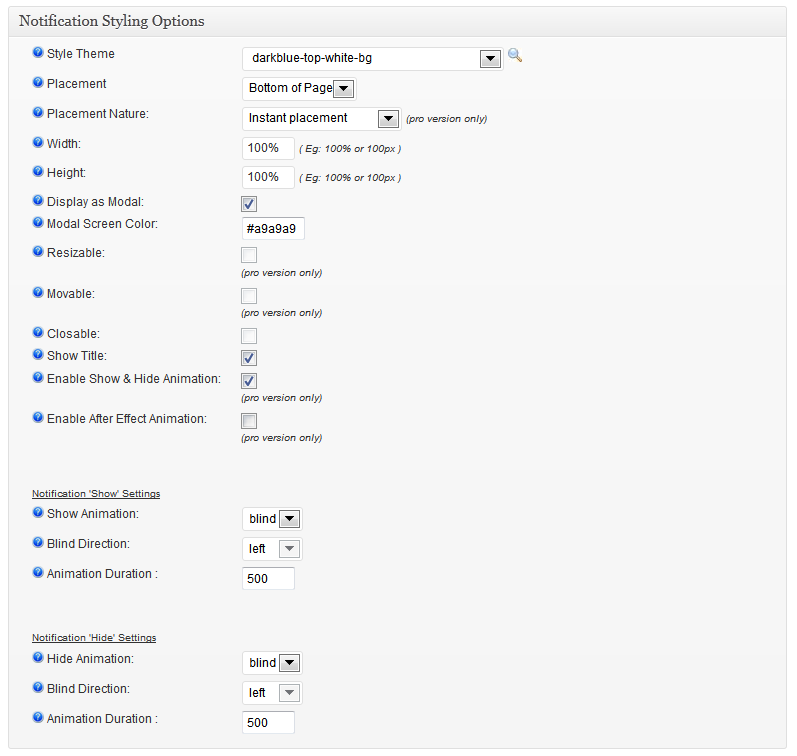 Notification Styling Options
Style Theme darkblue-top-white-bg
Placement Bottom of Page
Placement Nature: Instant placement (pro version only)
Width: 100% ( Eg: 100% or 100px )
Height: 100% ( Eg: 100% or 100px )
Display as Modal:
Modal Screen Color: #a9a9a9
Resizable:
(pro version only)
Movable:
(pro version only)
Closable:
Show Title:
Enable Show & Hide Animation:
(pro version only)
Enable After Effect Animation:
(pro version only)
Notification 'Show' Settings
Show Animation: blind
Blind Direction: left
Animation Duration : 500
Notification 'Hide' Settings
Hide Animation: blind
Blind Direction: left
Animation Duration : 500